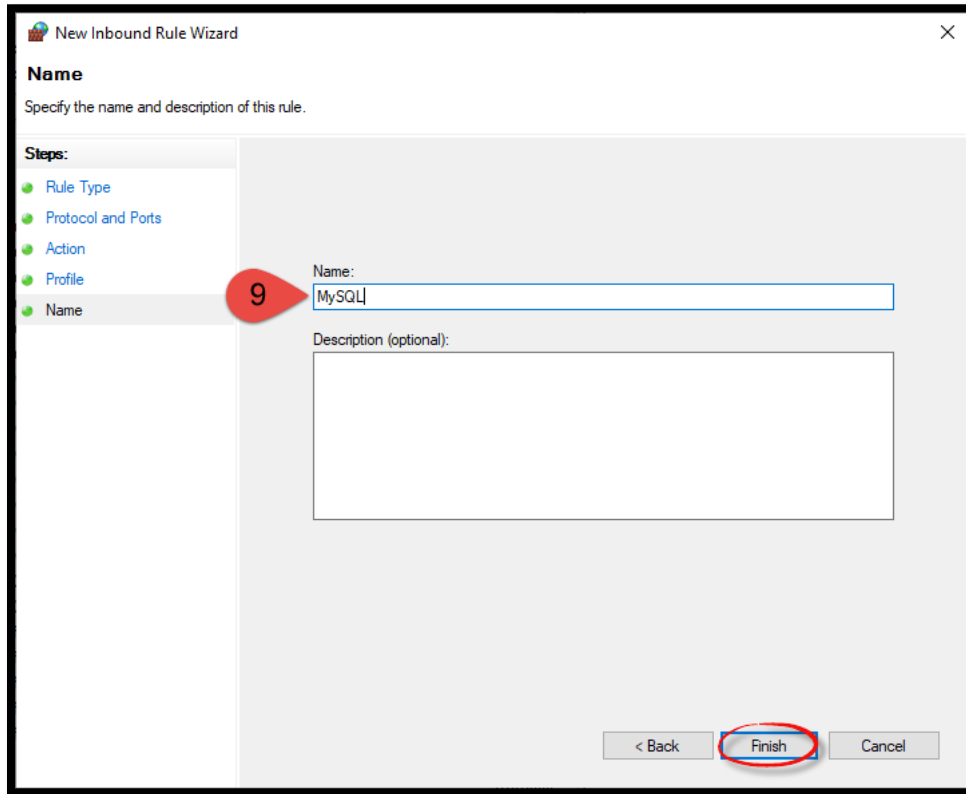 New Inbound Rule Wizard
Name
Specify the name and description of this rule.
Steps:
Rule Type
Protocol and Ports
Action
Profile
Name
Name:
9
MySQL
Description (optional):
< Back
Finish
Cancel